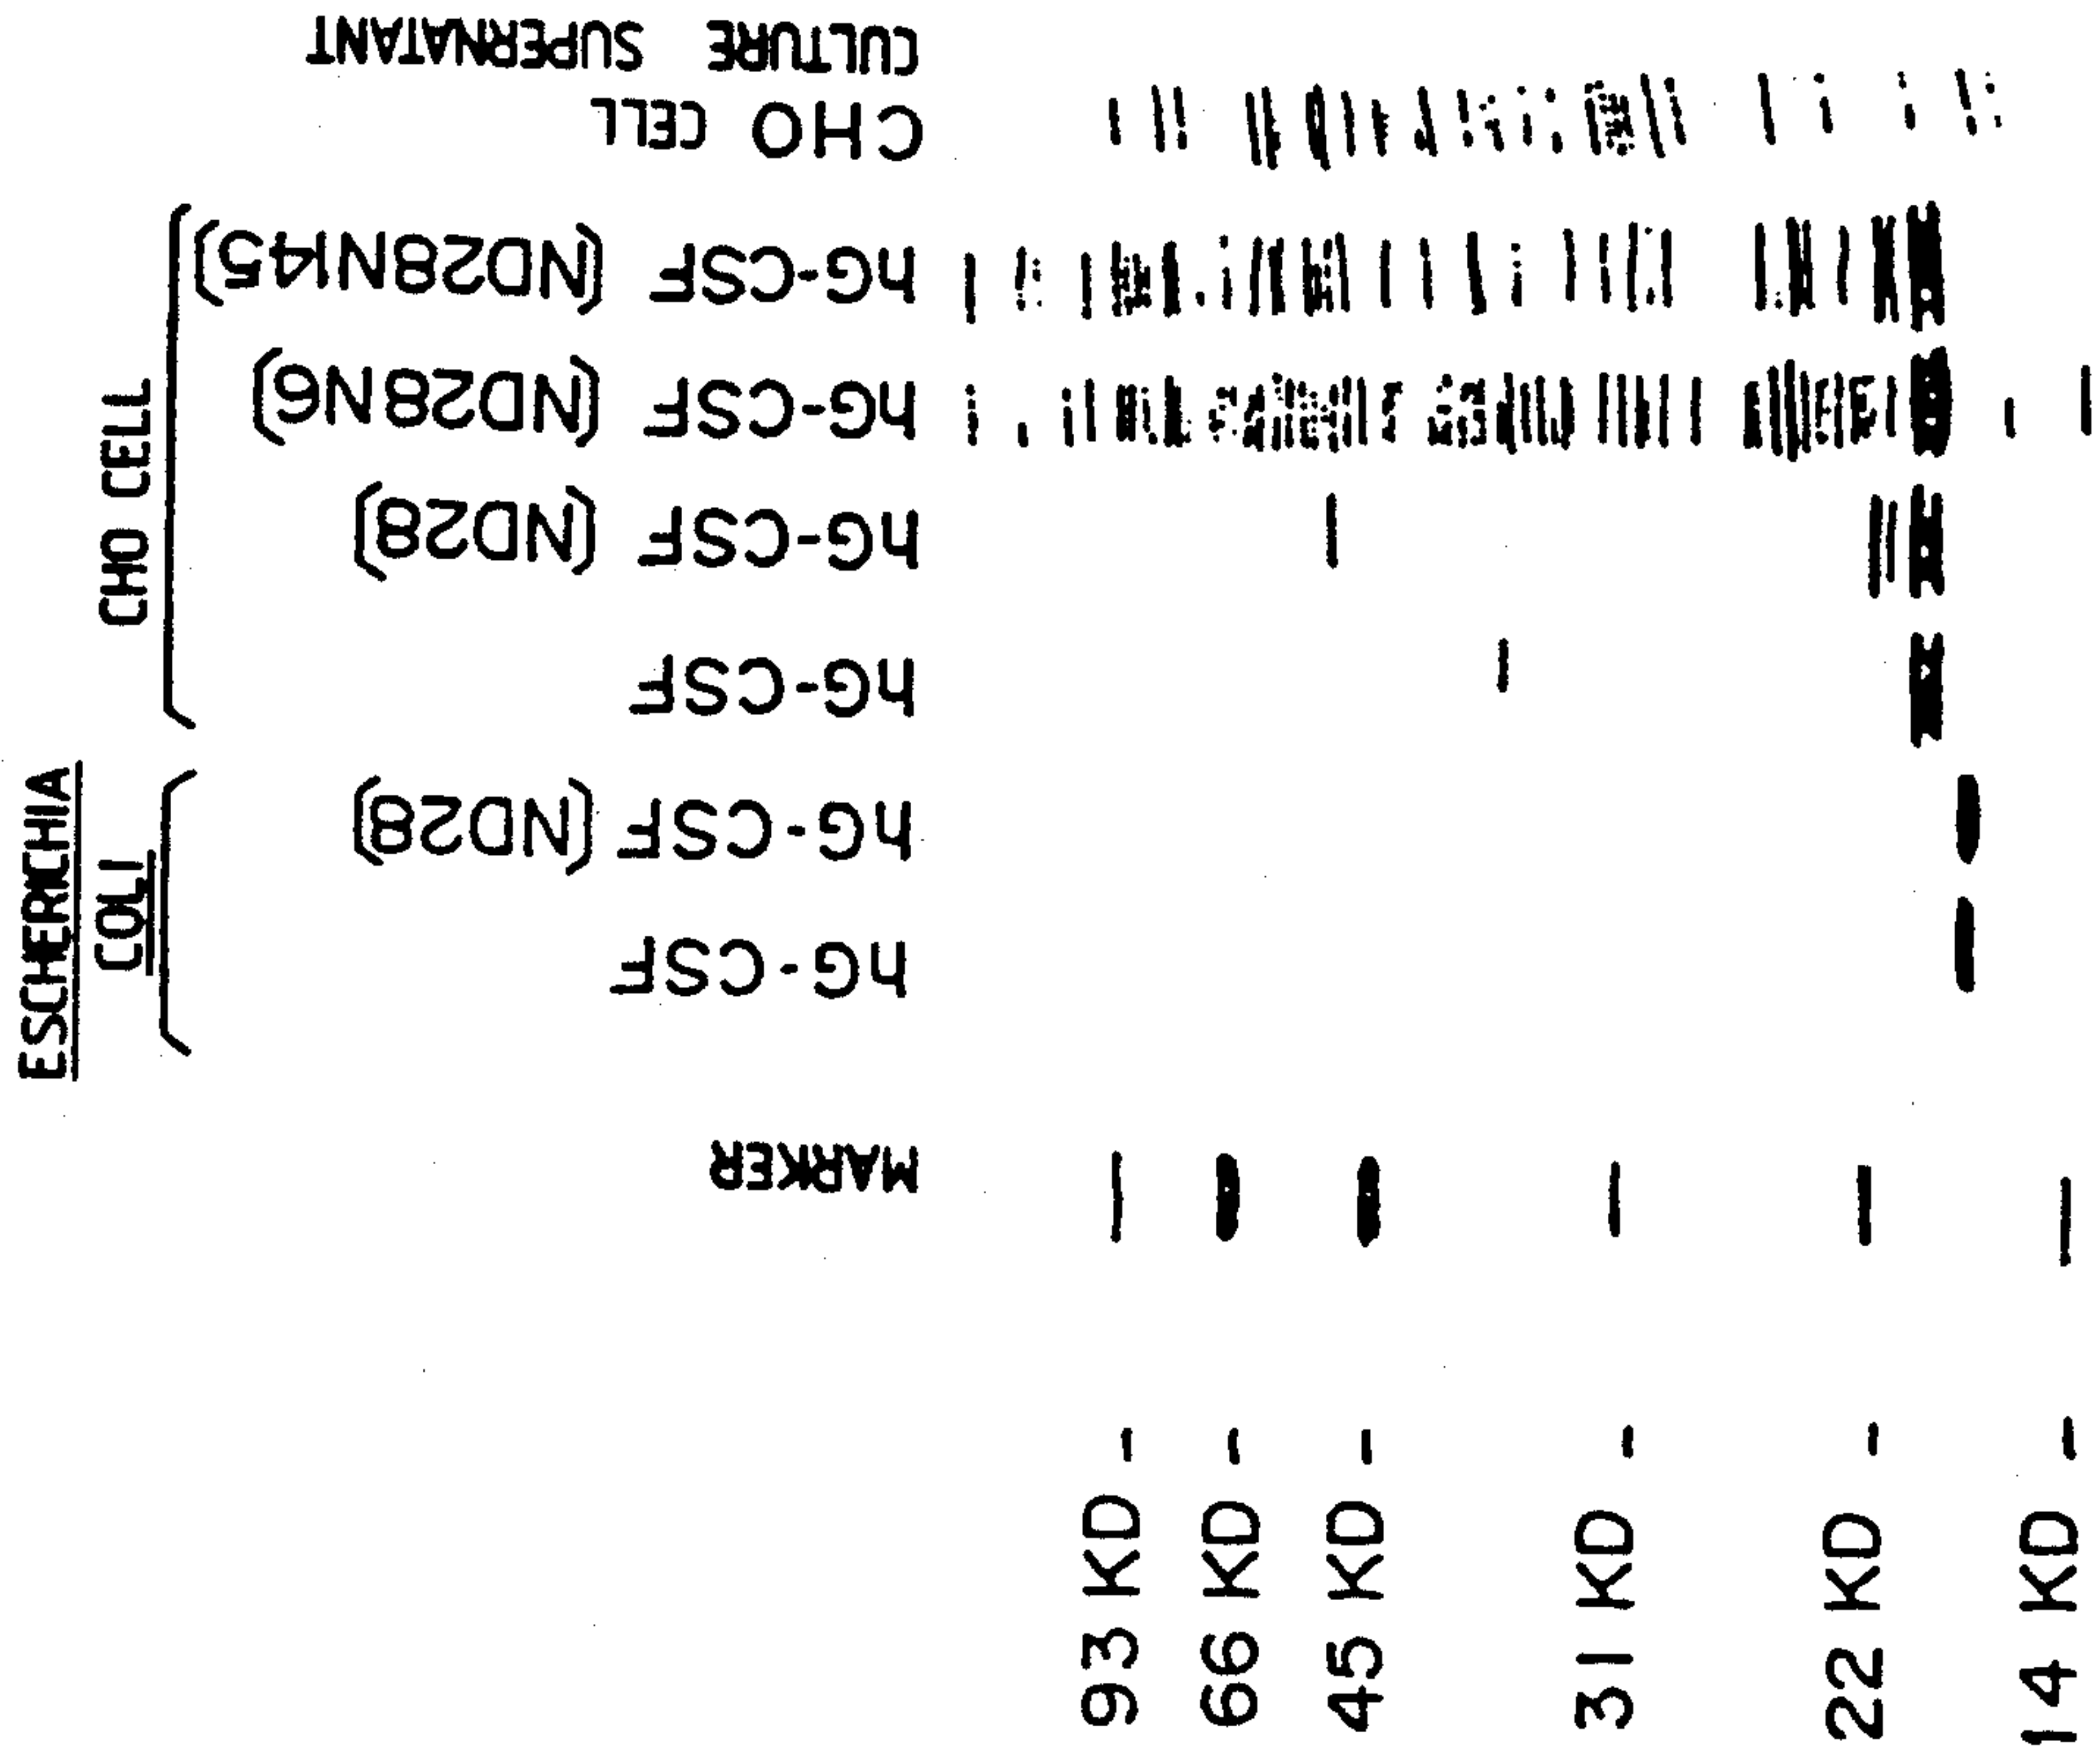 ESCHERICHIA
COLI
CHO CELL
MARKER
hG-CSF
hG-CSF (ND28)
hG-CSF
hG-CSF (ND28)
hG-CSF (ND28N6)
hG-CSF (ND28N45)
CHO CELL
CULTURE SUPERNATANT
93 KD -
66 KD -
45 KD -
31 KD -
22 KD -
14 KD -